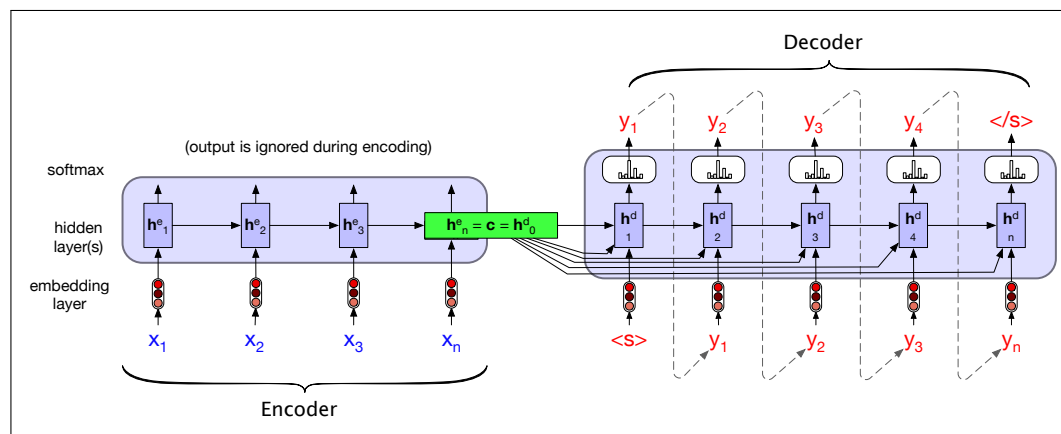 Decoder
y1 y2 y3 y4 </s>
(output is ignored during encoding)
softmax
hidden
layer(s)
he1 he2 he3 hen = c = hd0 hd1 hd2 hd3 hd4 hdn
embedding
layer
x1 x2 x3 xn <s> y1 y2 y3 yn
Encoder